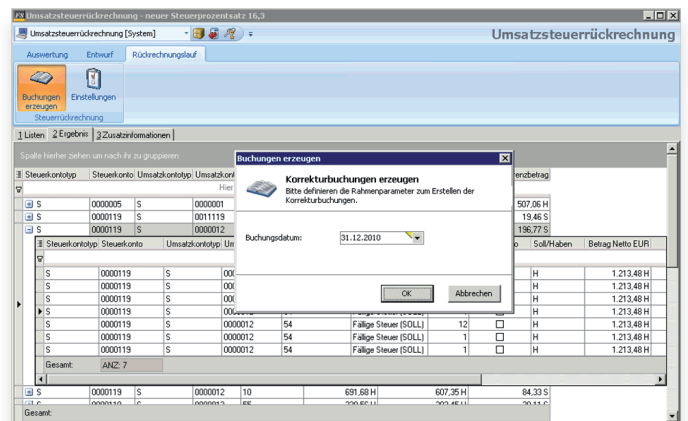 Umsatzsteuerrückrechnung - neuer Steuerprozentsatz 16,3
Umsatzsteuerrückrechnung [System]
Umsatzsteuerrückrechnung
Auswertung Entwurf Rückrechnungslauf
Buchungen erzeugen
Einstellungen
Steuerrückrechnung
1 Listen 2 Ergebnis 3 Zusatzinformationen
Spalte hierher ziehen um nach ihr zu gruppieren
Steuerkontotyp Steuerkonto Umsatzkontotyp
Hier
S 0000005 S 0000001 507,06 H
S 0000119 S 0011119 19,46 S
S 0000119 S 0000012 196,77 S
Buchungen erzeugen
Korrekturbuchungen erzeugen
Bitte definieren die Rahmenparameter zum Erstellen der
Korrekturbuchungen.
Buchungsdatum: 31.12.2010
OK Abbrechen
Steuerkontotyp Steuerkonto Umsatzkontotyp Soll/Haben Betrag Netto EUR
S 0000119 S H 1.213,48 H
S 0000119 S H 1.213,48 H
S 0000119 S H 1.213,48 H
S 0000119 S H 1.213,48 H
S 0000119 S 0000012 54 Fällige Steuer (SOLL) 12 H 1.213,48 H
S 0000119 S 0000012 54 Fällige Steuer (SOLL) 1 H 1.213,48 H
S 0000119 S 0000012 54 Fällige Steuer (SOLL) 1 H 1.213,48 H
Gesamt: ANZ: 7
S 0000119 S 0000012 10 691,68 H 607,35 H 84,33 S
Gesamt: